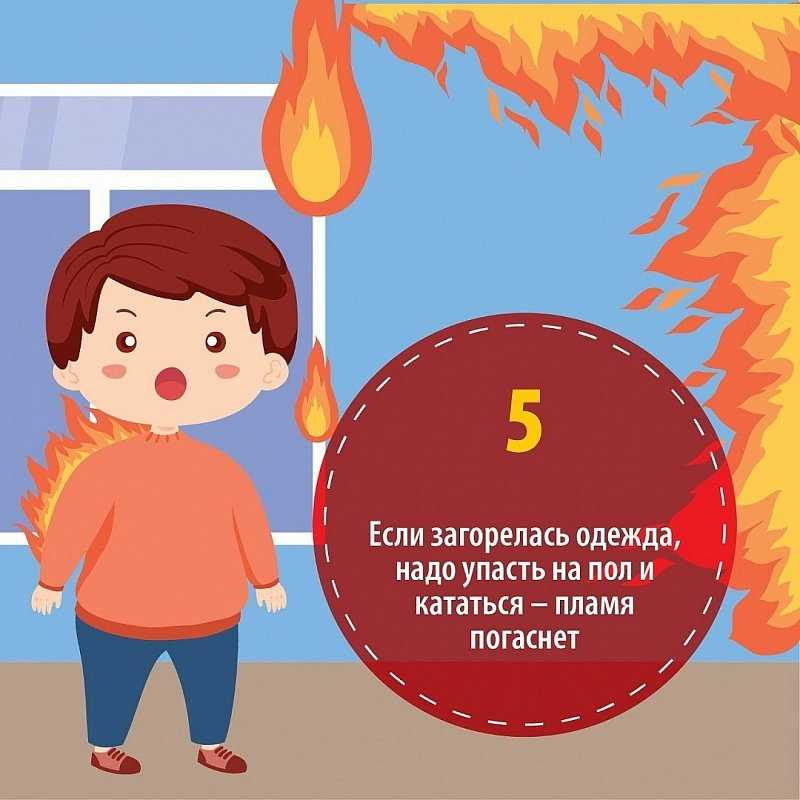 5
Если загорелась одежда,
надо упасть на пол и
кататься – пламя
погаснет